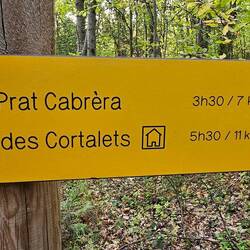 Prat Cabrèra 3h30 / 7
des Cortalets 5h30 / 11 k